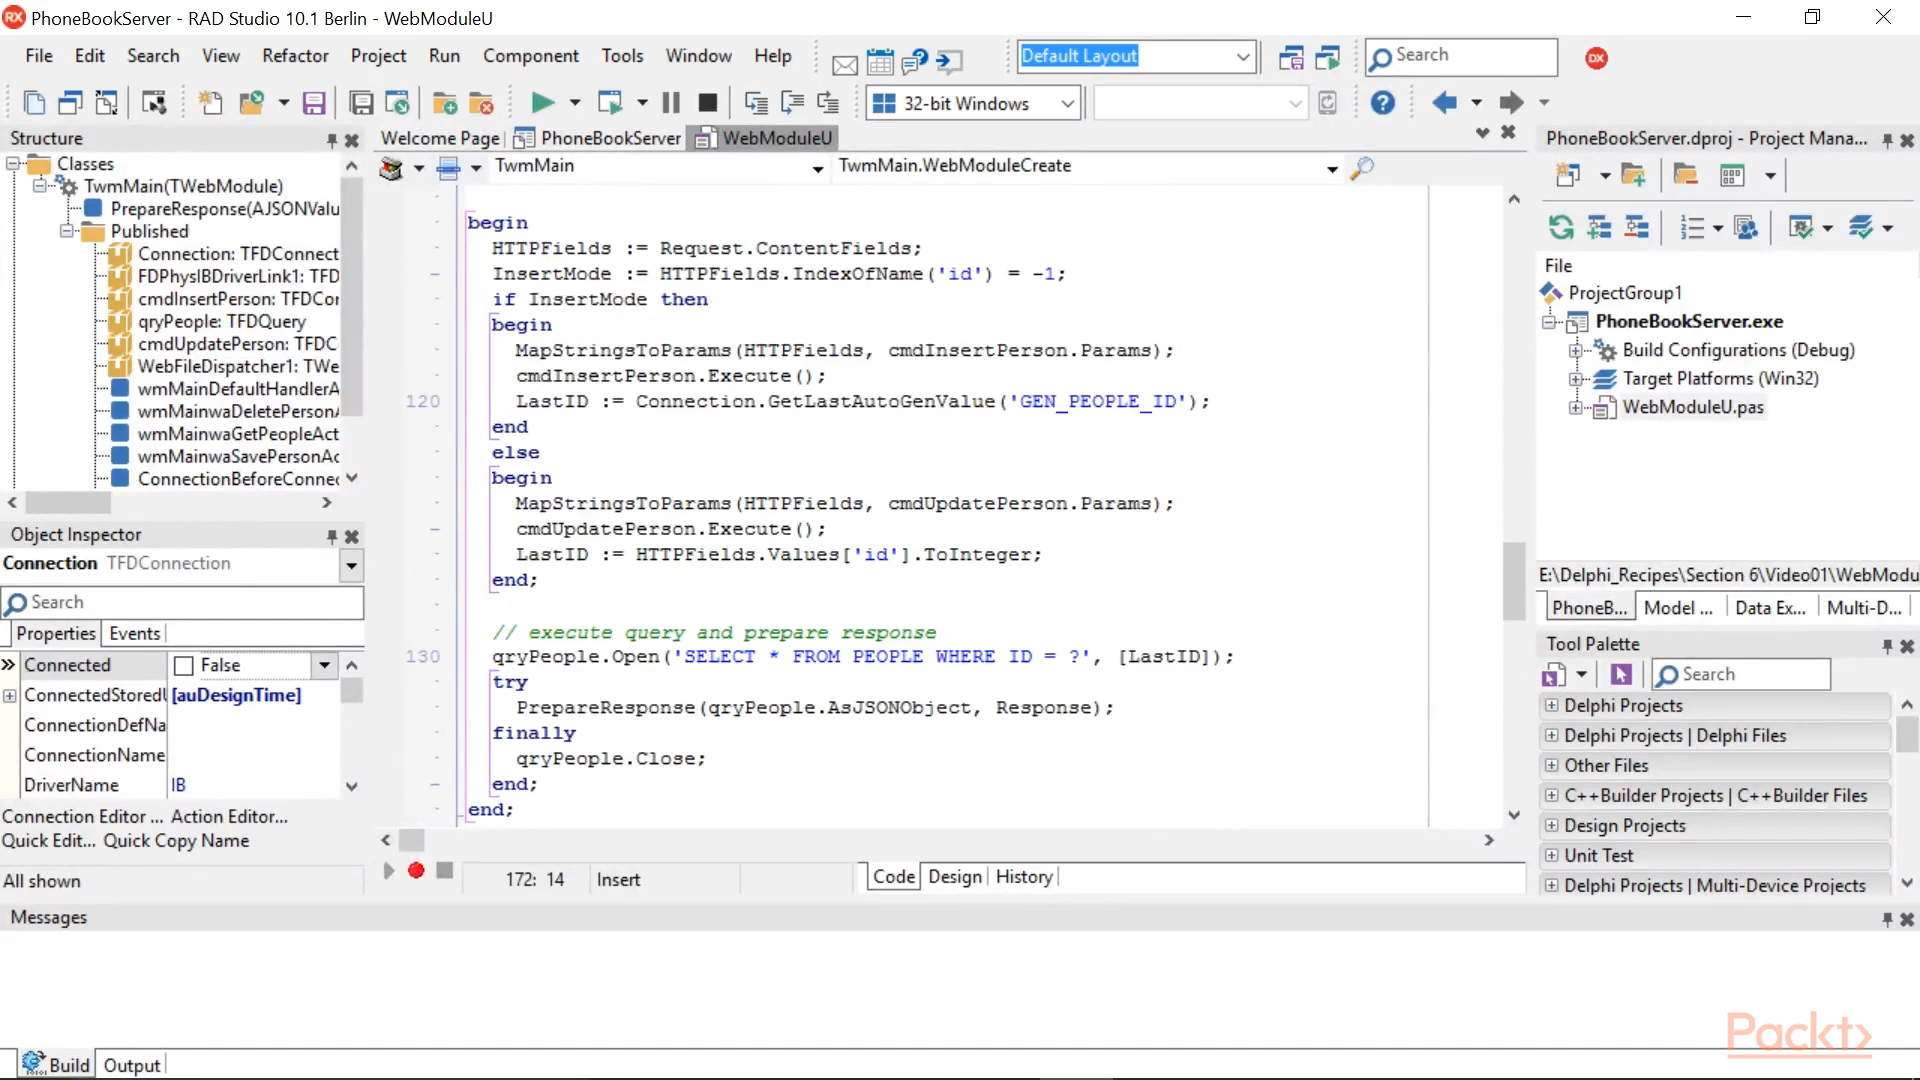 PhoneBookServer - RAD Studio 10.1 Berlin - WebModuleU
File Edit Search View Refactor Project Run Component Tools Window Help
Default Layout
Search
32-bit Windows
Structure
Classes
TwmMain(TWebModule)
PrepareResponse(AJSONValu
Published
Connection: TFDConnect
FDPhysIBDriverLink1: TFD
cmdInsertPerson: TFDCor
qryPeople: TFDQuery
cmdUpdatePerson: TFDC
WebFileDispatcher1: TWe
wmMainDefaultHandlerA
wmMainwaDeletePersonA
wmMainwaGetPeopleAct
wmMainwaSavePersonAc
ConnectionBeforeConnec
Object Inspector
Connection TFDConnection
Search
Properties Events
Connected False
ConnectedStoredU [auDesignTime]
ConnectionDefNa
ConnectionName
DriverName IB
Connection Editor ... Action Editor...
Quick Edit... Quick Copy Name
All shown
Welcome Page PhoneBookServer WebModuleU
TwmMain TwmMain.WebModuleCreate
begin
HTTPFields := Request.ContentFields;
InsertMode := HTTPFields.IndexOfName('id') = -1;
if InsertMode then
begin
MapStringsToParams(HTTPFields, cmdInsertPerson.Params);
cmdInsertPerson.Execute();
120 LastID := Connection.GetLastAutoGenValue('GEN_PEOPLE_ID');
end
else
begin
MapStringsToParams(HTTPFields, cmdUpdatePerson.Params);
cmdUpdatePerson.Execute();
LastID := HTTPFields.Values['id'].ToInteger;
end;
// execute query and prepare response
130 qryPeople.Open('SELECT * FROM PEOPLE WHERE ID = ?', [LastID]);
try
PrepareResponse(qryPeople.AsJSONObject, Response);
finally
qryPeople.Close;
end;
end;
172: 14 Insert
Code Design History
PhoneBookServer.dproj - Project Mana...
File
ProjectGroup1
PhoneBookServer.exe
Build Configurations (Debug)
Target Platforms (Win32)
WebModuleU.pas
E:\Delphi_Recipes\Section 6\Video01\WebModu
PhoneB... Model ... Data Ex... Multi-D...
Tool Palette
Search
Delphi Projects
Delphi Projects | Delphi Files
Other Files
C++Builder Projects | C++Builder Files
Design Projects
Unit Test
Delphi Projects | Multi-Device Projects
Messages
Build Output
Packt>